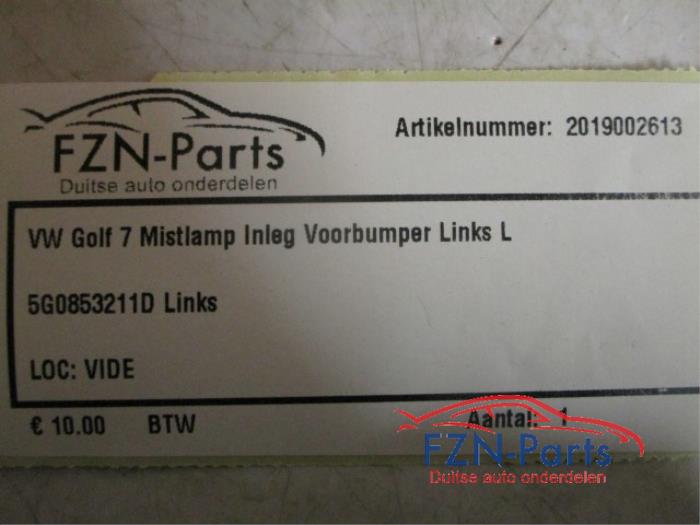 FZN-Parts
Duitse auto onderdelen
Artikelnummer: 2019002613
VW Golf 7 Mistlamp Inleg Voorbumper Links L
5G0853211D Links
LOC: VIDE
€ 10.00 BTW
Aantal: 1
FZN-Parts
Duitse auto onderdelen